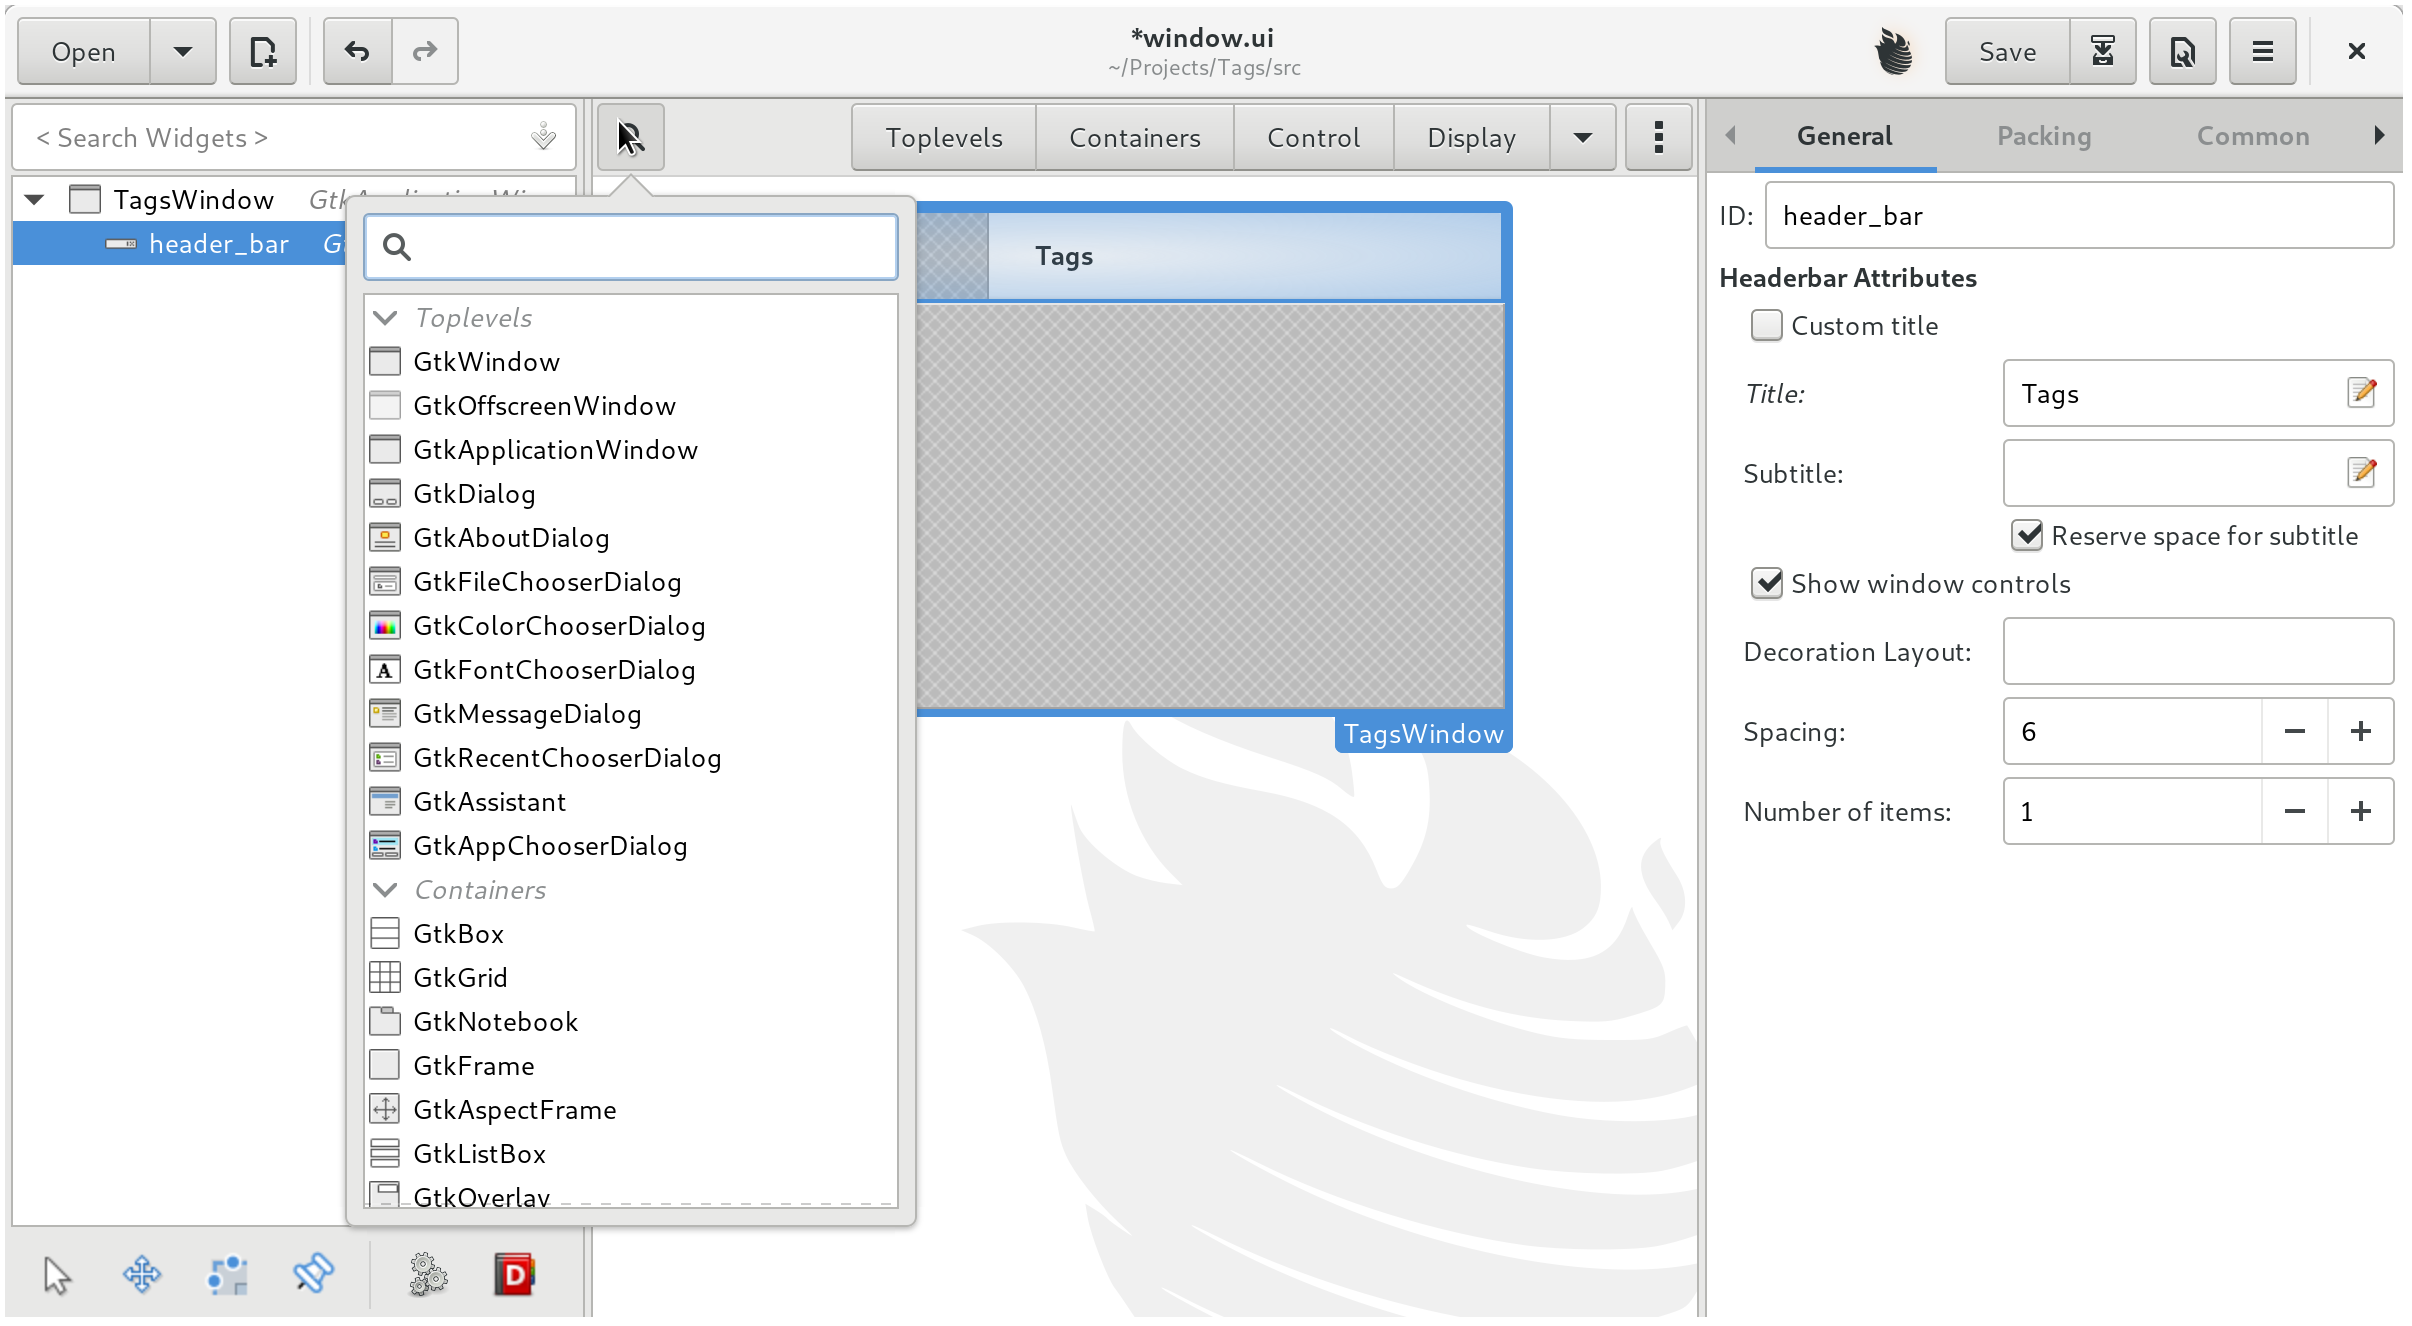 Open
*window.ui
~/Projects/Tags/src
Save
< Search Widgets >
Toplevels
Containers
Control
Display
General
Packing
Common
TagsWindow
header_bar
Toplevels
GtkWindow
GtkOffscreenWindow
GtkApplicationWindow
GtkDialog
GtkAboutDialog
GtkFileChooserDialog
GtkColorChooserDialog
GtkFontChooserDialog
GtkMessageDialog
GtkRecentChooserDialog
GtkAssistant
GtkAppChooserDialog
Containers
GtkBox
GtkGrid
GtkNotebook
GtkFrame
GtkAspectFrame
GtkListBox
GtkOverlay
Tags
TagsWindow
ID: header_bar
Headerbar Attributes
Custom title
Title: Tags
Subtitle:
Reserve space for subtitle
Show window controls
Decoration Layout:
Spacing: 6
Number of items: 1